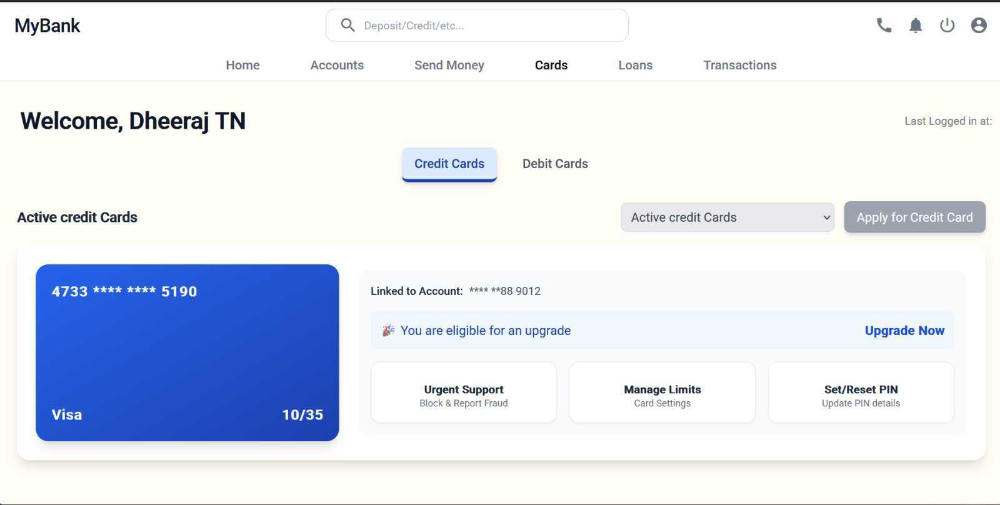 MyBank
Deposit/Credit/etc...
Home Accounts Send Money Cards Loans Transactions
Welcome, Dheeraj TN
Last Logged in at:
Credit Cards Debit Cards
Active credit Cards
Active credit Cards
Apply for Credit Card
4733 **** **** 5190
Visa 10/35
Linked to Account: **** **88 9012
You are eligible for an upgrade
Upgrade Now
Urgent Support
Block & Report Fraud
Manage Limits
Card Settings
Set/Reset PIN
Update PIN details